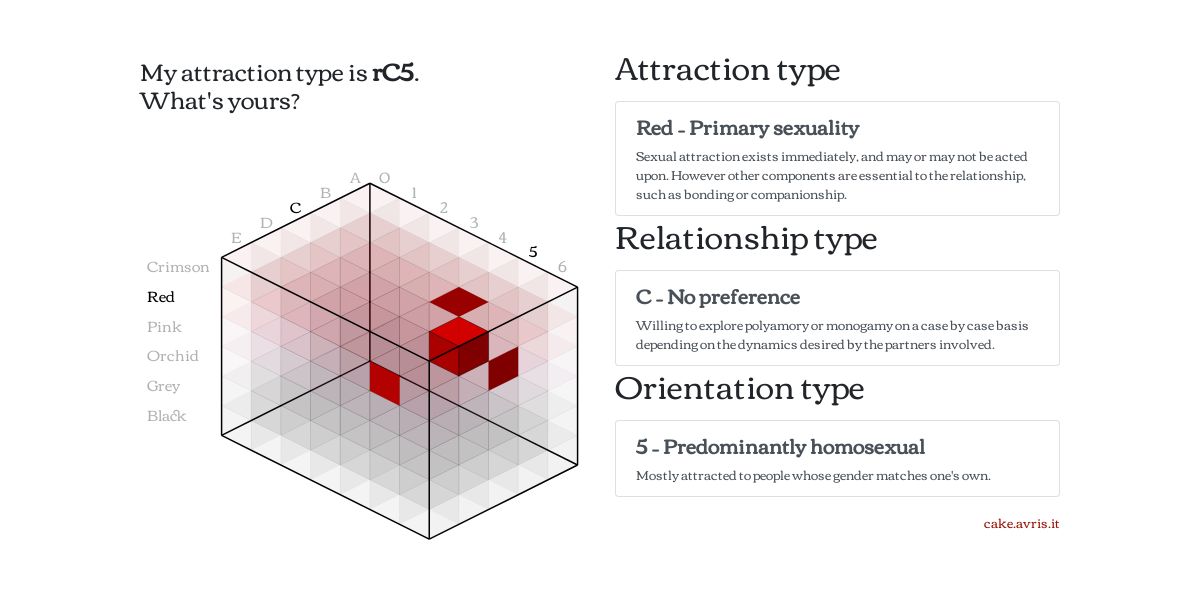 My attraction type is rC5.
What's yours?
A
B
C
D
E
0
1
2
3
4
5
6
Crimson
Red
Pink
Orchid
Grey
Black
Attraction type
Red - Primary sexuality
Sexual attraction exists immediately, and may or may not be acted
upon. However other components are essential to the relationship,
such as bonding or companionship.
Relationship type
C - No preference
Willing to explore polyamory or monogamy on a case by case basis
depending on the dynamics desired by the partners involved.
Orientation type
5 - Predominantly homosexual
Mostly attracted to people whose gender matches one's own.
cake.avris.it